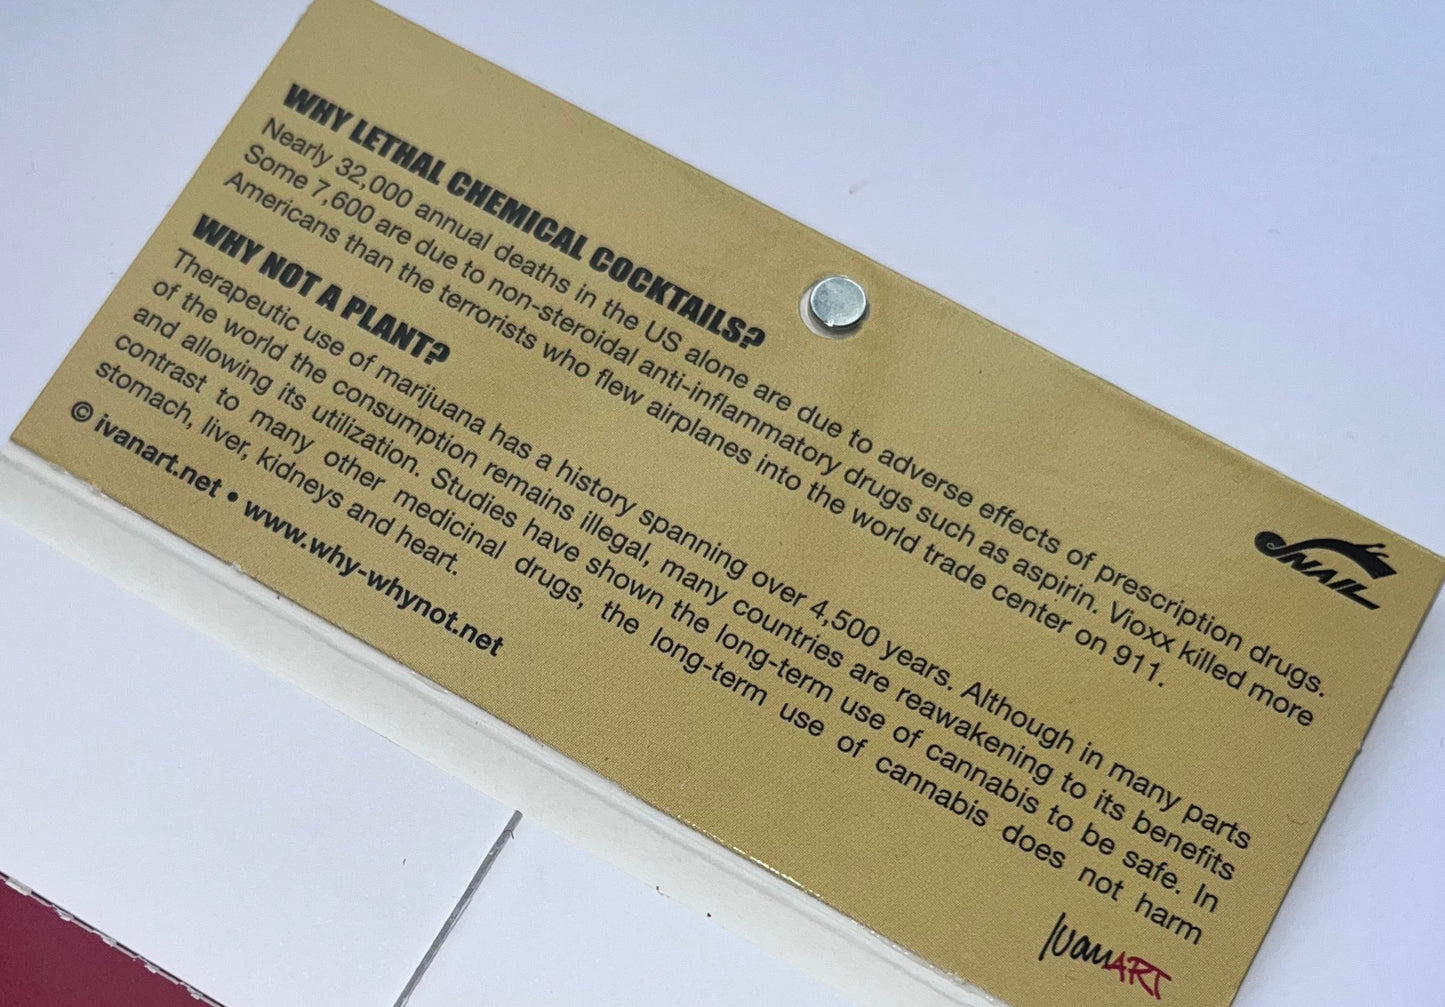 WHY LETHAL CHEMICAL COCKTAILS?
Nearly 32,000 annual deaths in the US alone are due to adverse effects of prescription drugs.
Some 7,600 are due to non-steroidal anti-inflammatory drugs such as aspirin. Vioxx killed more
Americans than the terrorists who flew airplanes into the world trade center on 911.
WHY NOT A PLANT?
Therapeutic use of marijuana has a history spanning over 4,500 years. Although in many parts
of the world the consumption remains illegal, many countries are reawakening to its benefits
and allowing its utilization. Studies have shown the long-term use of cannabis to be safe. In
contrast to many other medicinal drugs, the long-term use of cannabis does not harm
stomach, liver, kidneys and heart.
© ivanart.net • www.why-whynot.net
SNAIL
IvanART